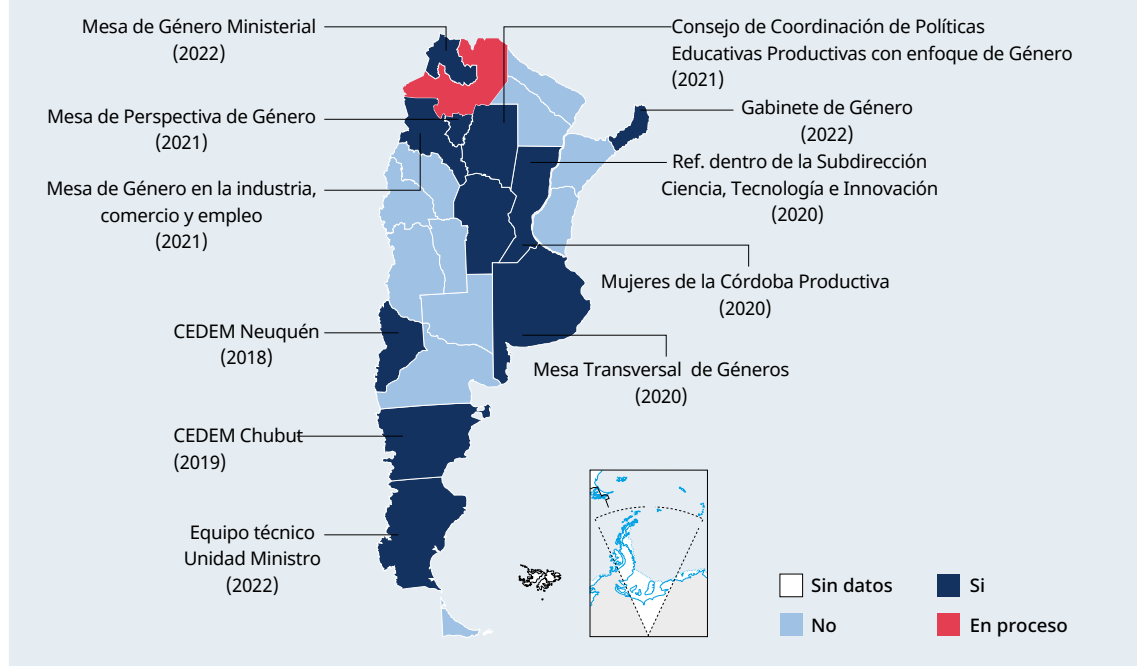 Mesa de Género Ministerial
(2022)
Consejo de Coordinación de Políticas
Educativas Productivas con enfoque de Género
(2021)
Mesa de Perspectiva de Género
(2021)
Gabinete de Género
(2022)
Mesa de Género en la industria,
comercio y empleo
(2021)
Ref. dentro de la Subdirección
Ciencia, Tecnología e Innovación
(2020)
Mujeres de la Córdoba Productiva
(2020)
CEDEM Neuquén
(2018)
Mesa Transversal de Géneros
(2020)
CEDEM Chubut
(2019)
Equipo técnico
Unidad Ministro
(2022)
Sin datos
Si
No
En proceso